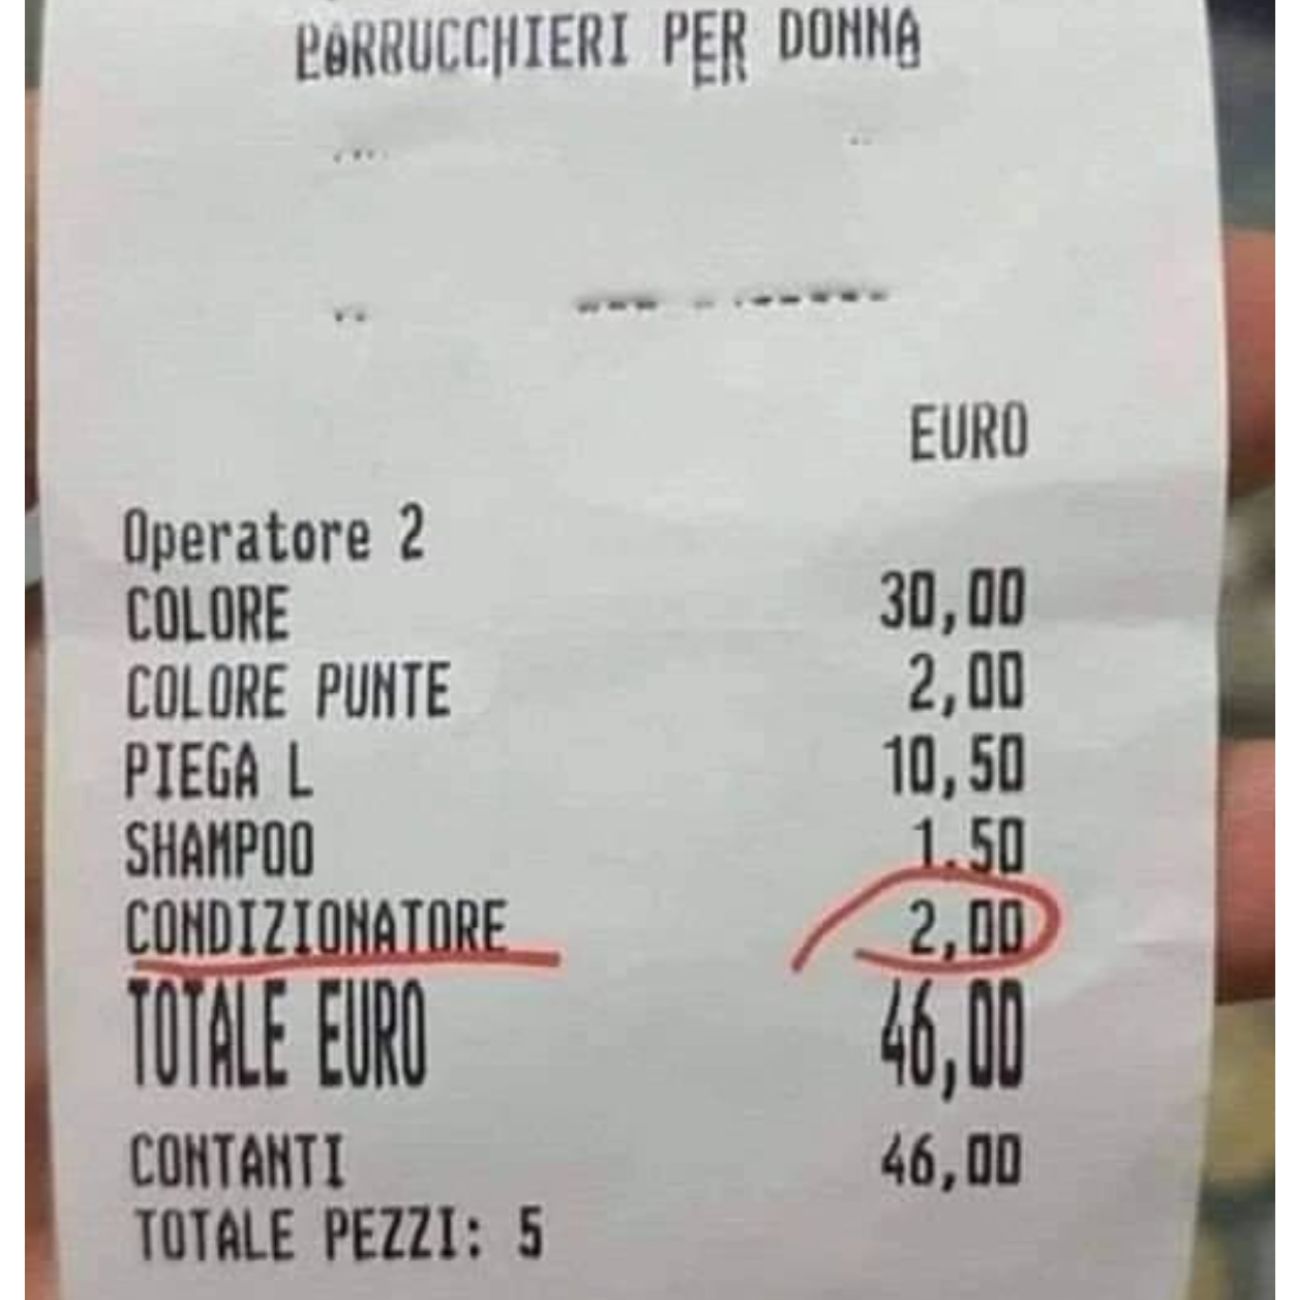 PARRUCCHIERI PER DONNA
EURO
Operatore 2
COLORE 30,00
COLORE PUNTE 2,00
PIEGA L 10,50
SHAMPOO 1,50
CONDIZIONATORE 2,00
TOTALE EURO 46,00
CONTANTI 46,00
TOTALE PEZZI: 5